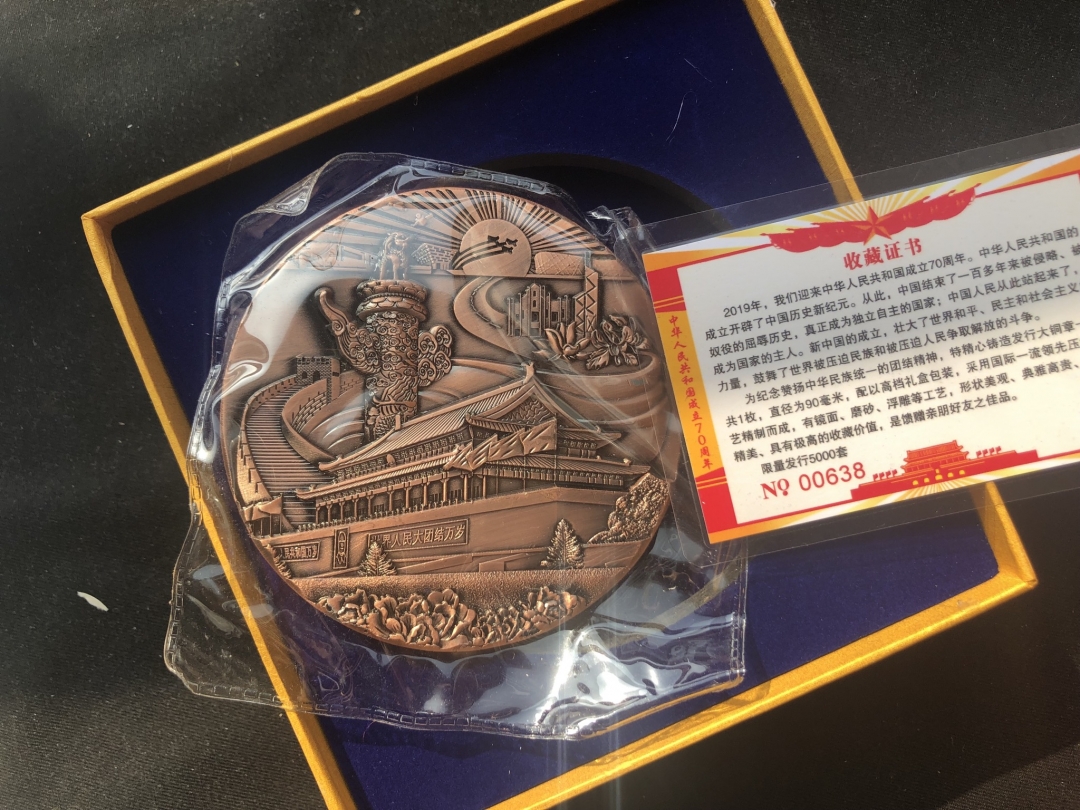 收藏证书
2019年，我们迎来中华人民共和国成立70周年。中华人民共和国的
成立开辟了中国历史新纪元。从此，中国结束了一百多年来被侵略、被
奴役的屈辱历史，真正成为独立自主的国家；中国人民从此站起来了，
成为国家的主人。新中国的成立，壮大了世界和平、民主和社会主义
力量，鼓舞了世界被压迫民族和被压迫人民争取解放的斗争。
为纪念赞扬中华民族统一的团结精神，特精心铸造发行大铜章
共1枚，直径为90毫米，配以高档礼盒包装，采用国际一流领先压
艺精制而成，有镜面、磨砂、浮雕等工艺，形状美观、典雅高贵、
精美、具有极高的收藏价值，是馈赠亲朋好友之佳品。
限量发行5000套
NO 00638
中华人民共和国成立70周年
界人民大团结万岁